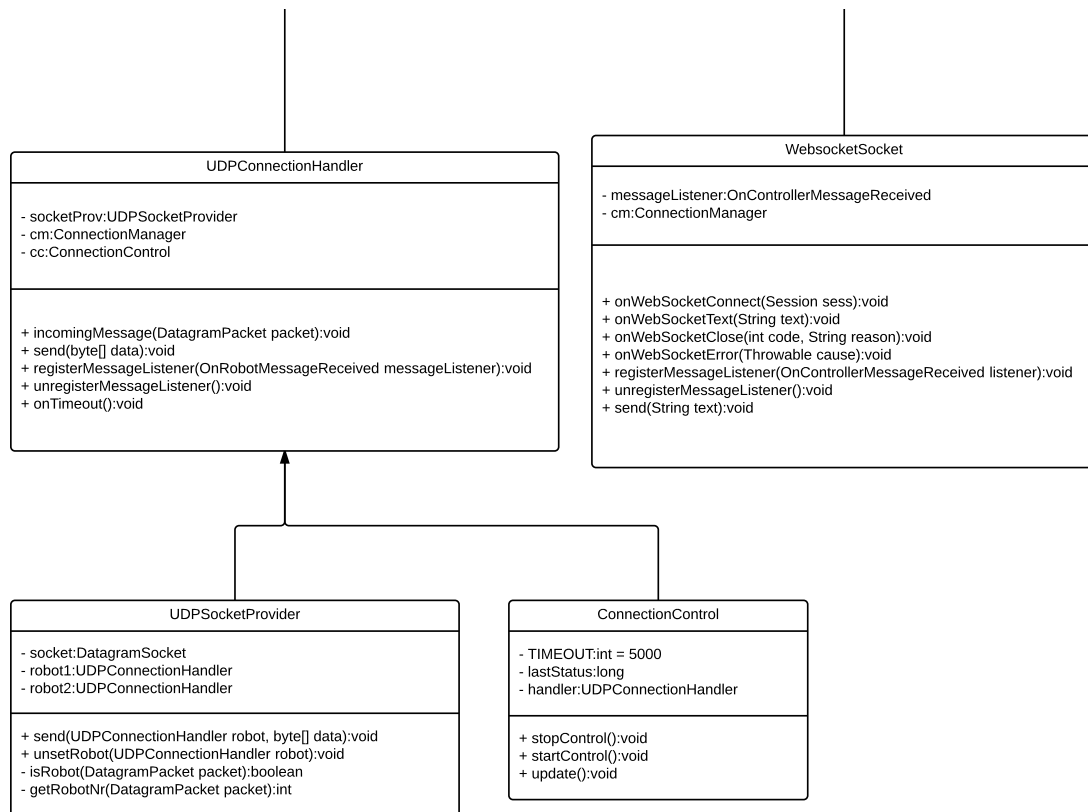 UDPConnectionHandler
- socketProv:UDPSocketProvider
- cm:ConnectionManager
- cc:ConnectionControl
+ incomingMessage(DatagramPacket packet):void
+ send(byte[] data):void
+ registerMessageListener(OnRobotMessageReceived messageListener):void
+ unregisterMessageListener():void
+ onTimeout():void
WebsocketSocket
- messageListener:OnControllerMessageReceived
- cm:ConnectionManager
+ onWebSocketConnect(Session sess):void
+ onWebSocketText(String text):void
+ onWebSocketClose(int code, String reason):void
+ onWebSocketError(Throwable cause):void
+ registerMessageListener(OnControllerMessageReceived listener):void
+ unregisterMessageListener():void
+ send(String text):void
UDPSocketProvider
- socket:DatagramSocket
- robot1:UDPConnectionHandler
- robot2:UDPConnectionHandler
+ send(UDPConnectionHandler robot, byte[] data):void
+ unsetRobot(UDPConnectionHandler robot):void
- isRobot(DatagramPacket packet):boolean
- getRobotNr(DatagramPacket packet):int
ConnectionControl
- TIMEOUT:int = 5000
- lastStatus:long
- handler:UDPConnectionHandler
+ stopControl():void
+ startControl():void
+ update():void